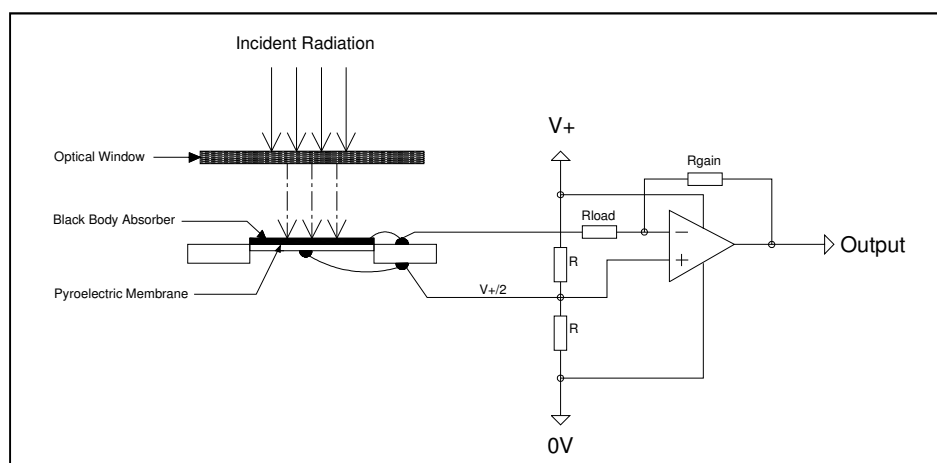 Incident Radiation
Optical Window
Black Body Absorber
Pyroelectric Membrane
V+
Rgain
Rload
−
+
R
V+/2
R
Output
0V